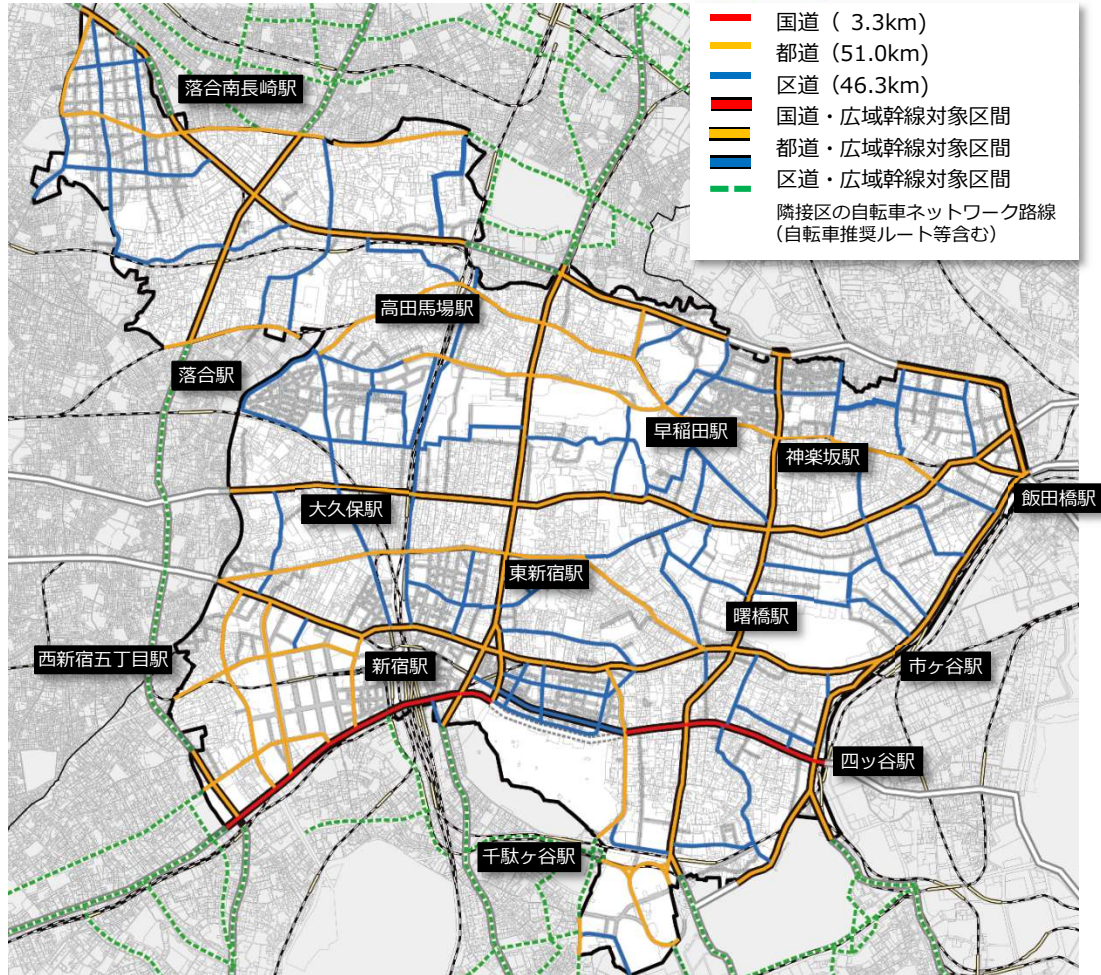 国道（ 3.3km)
都道（51.0km)
区道（46.3km)
国道・広域幹線対象区間
都道・広域幹線対象区間
区道・広域幹線対象区間
隣接区の自転車ネットワーク路線
（自転車推奨ルート等含む）
落合南長崎駅
高田馬場駅
落合駅
早稲田駅
神楽坂駅
飯田橋駅
大久保駅
東新宿駅
曙橋駅
西新宿五丁目駅
新宿駅
市ヶ谷駅
四ッ谷駅
千駄ヶ谷駅